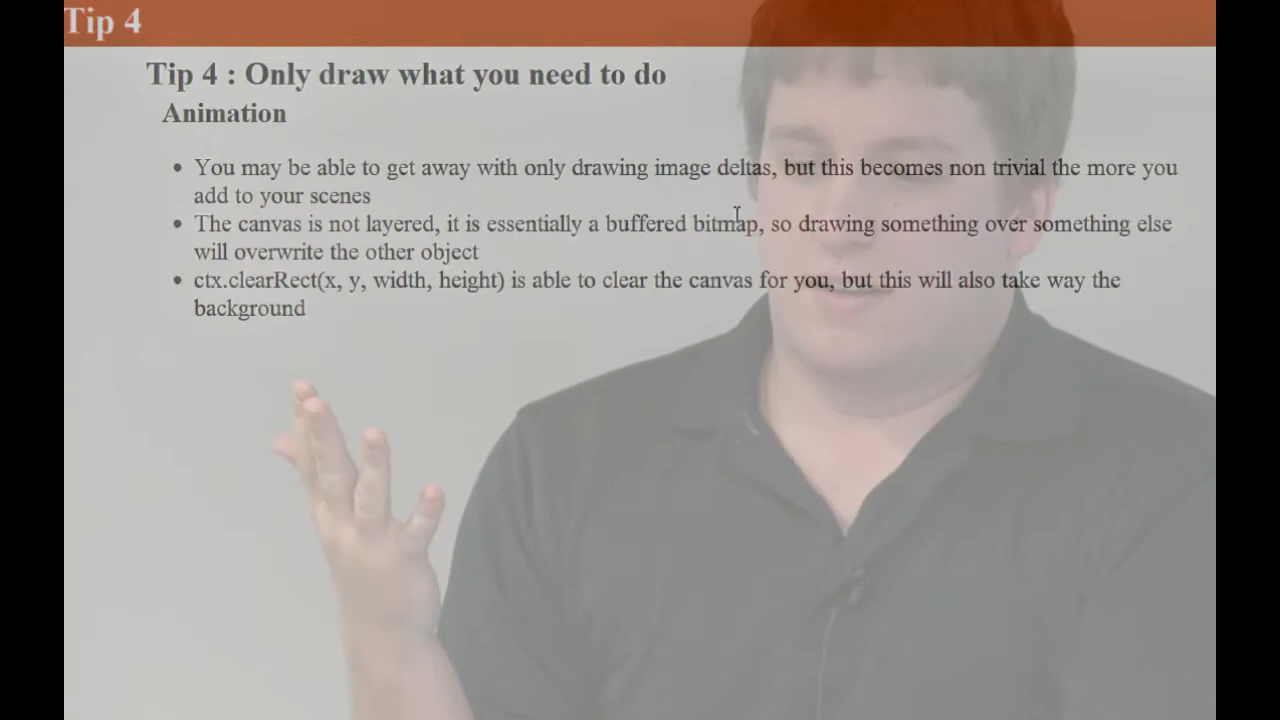 Tip 4
Tip 4 : Only draw what you need to do
Animation
• You may be able to get away with only drawing image deltas, but this becomes non trivial the more you
add to your scenes
• The canvas is not layered, it is essentially a buffered bitmap, so drawing something over something else
will overwrite the other object
• ctx.clearRect(x, y, width, height) is able to clear the canvas for you, but this will also take way the
background